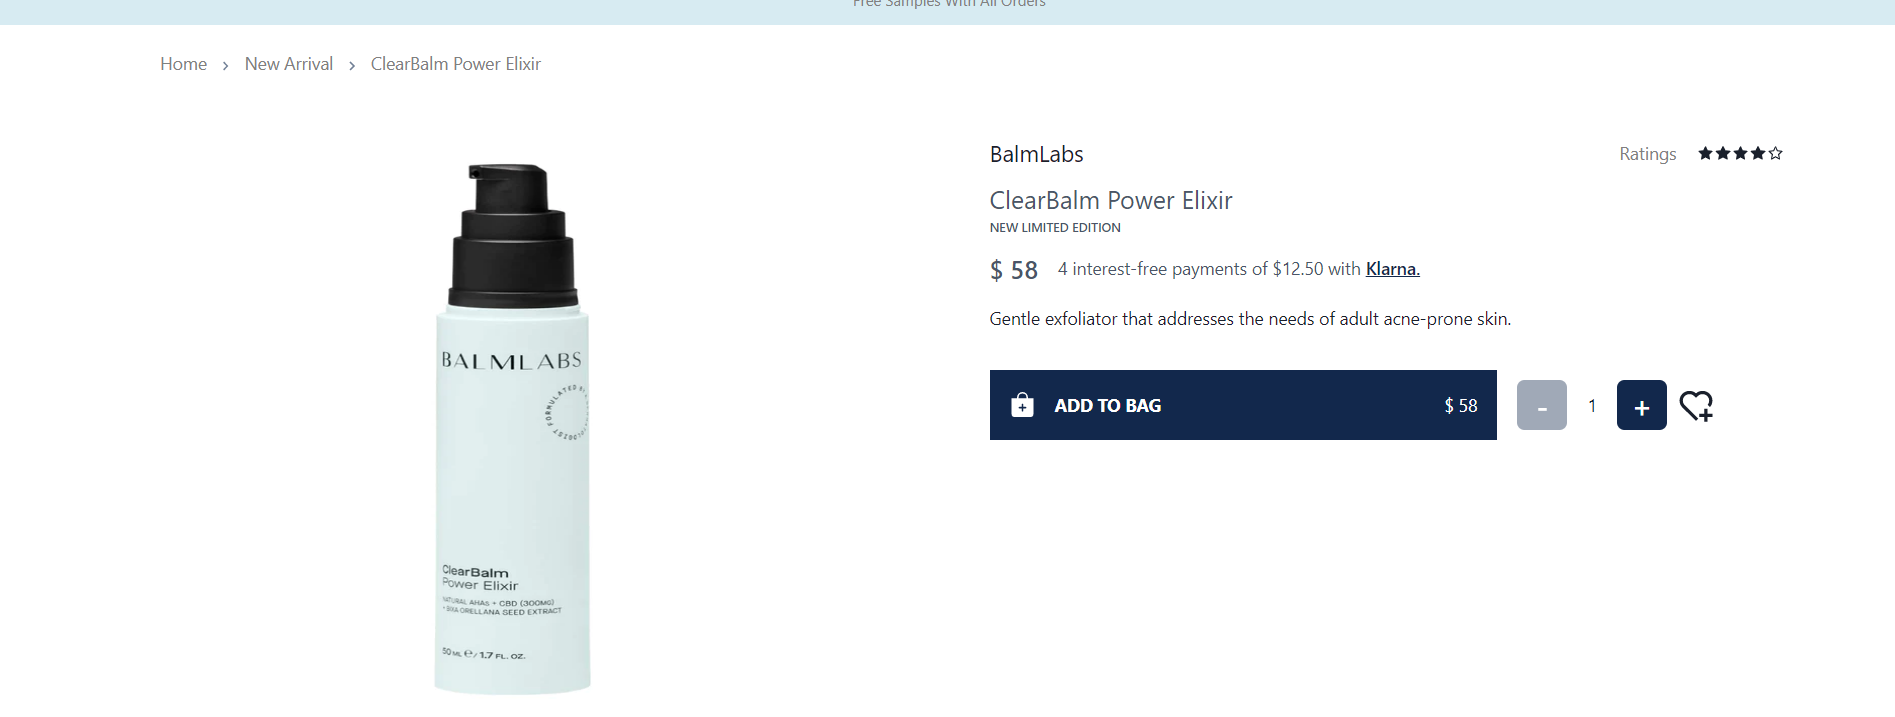 Free Samples With All Orders
Home > New Arrival > ClearBalm Power Elixir
BalmLabs
Ratings
ClearBalm Power Elixir
NEW LIMITED EDITION
$ 58 4 interest-free payments of $12.50 with Klarna.
Gentle exfoliator that addresses the needs of adult acne-prone skin.
ADD TO BAG $ 58
- 1 +
BALMLABS
FORMULATED
ClearBalm
Power Elixir
NATURAL AHAs + CBD (300MG)
+ BIXA ORELLANA SEED EXTRACT
50 ML ℮ / 1.7 FL. OZ.